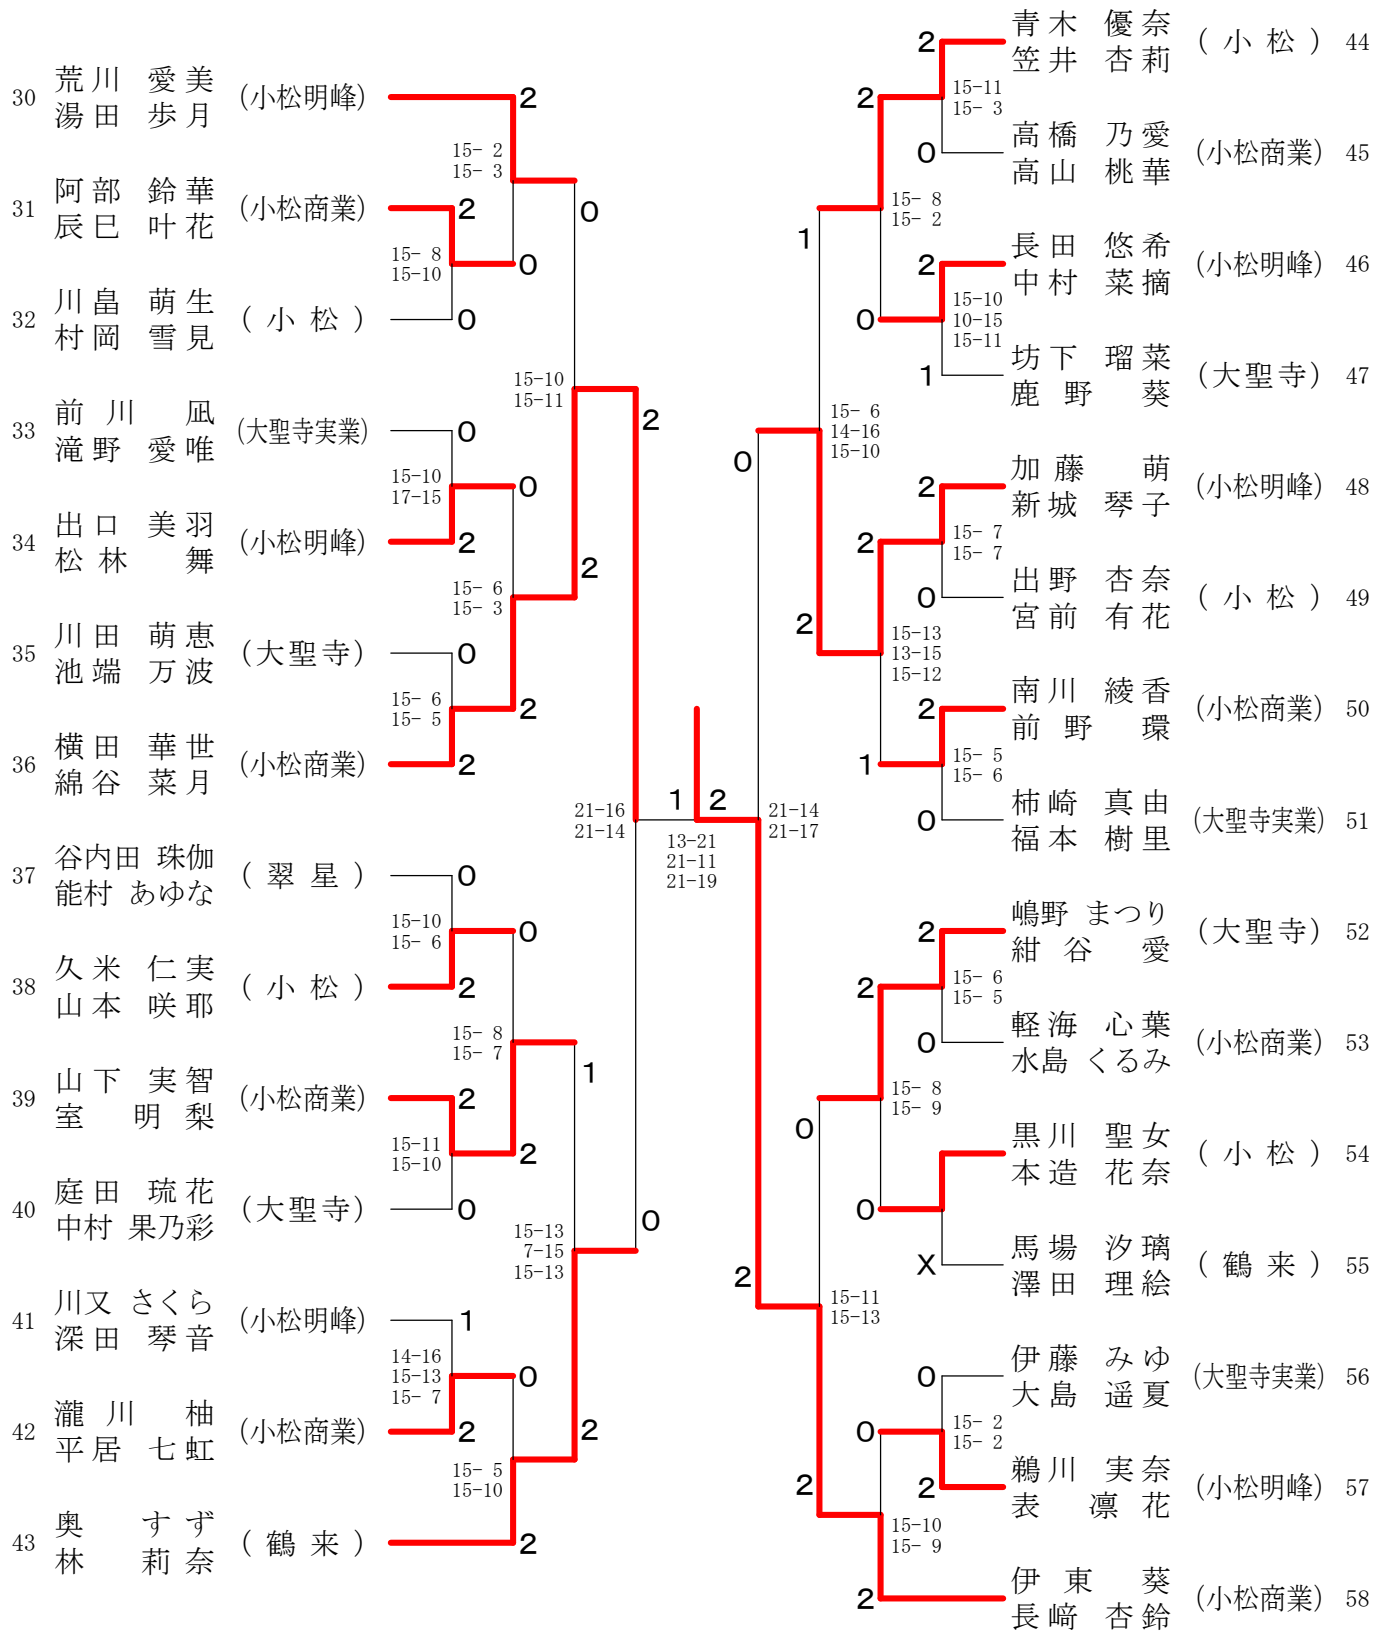 30 荒川 愛美 (小松明峰)
湯田 歩月
31 阿部 鈴華 (小松商業)
辰巳 叶花
32 川畠 萌生 (小松)
村岡 雪見
33 前川 凪 (大聖寺実業)
滝野 愛唯
34 出口 美羽 (小松明峰)
松林 舞
35 川田 萌恵 (大聖寺)
池端 万波
36 横田 華世 (小松商業)
綿谷 菜月
37 谷内田 珠伽 (翠星)
能村 あゆな
38 久米 仁実 (小松)
山本 咲耶
39 山下 実智 (小松商業)
室 明梨
40 庭田 琉花 (大聖寺)
中村 果乃彩
41 川又 さくら (小松明峰)
深田 琴音
42 瀧川 柚 (小松商業)
平居 七虹
43 奥 すず (鶴来)
林 莉奈
2
15- 2
15- 3
2
15- 8
15-10
0
0
0
15-10
15-11
2
0
15-10
17-15
0
2
15- 6
15- 3
2
0
15- 6
15- 5
2
2
21-16
21-14
0
15-10
15- 6
0
2
15- 8
15- 7
1
2
15-11
15-10
2
0
15-13
7-15
15-13
0
1
14-16
15-13
15- 7
0
2
2
15- 5
15-10
2
1 2
13-21
21-11
21-19
青木 優奈 (小松) 44
笠井 杏莉
高橋 乃愛 (小松商業) 45
高山 桃華
長田 悠希 (小松明峰) 46
中村 菜摘
坊下 瑠菜 (大聖寺) 47
鹿野 葵
加藤 萌 (小松明峰) 48
新城 琴子
出野 杏奈 (小松) 49
宮前 有花
南川 綾香 (小松商業) 50
前野 環
柿崎 真由 (大聖寺実業) 51
福本 樹里
嶋野 まつり (大聖寺) 52
紺谷 愛
軽海 心葉 (小松商業) 53
水島 くるみ
黒川 聖女 (小松) 54
本造 花奈
馬場 汐璃 (鶴来) 55
澤田 理絵
伊藤 みゆ (大聖寺実業) 56
大島 遥夏
鵜川 実奈 (小松明峰) 57
表 凛花
伊東 葵 (小松商業) 58
長﨑 杏鈴
2
2
15-11
15- 3
0
15- 8
15- 2
1
2
0
15-10
10-15
15-11
1
15- 6
14-16
15-10
0
2
2
15- 7
15- 7
0
2
15-13
13-15
15-12
2
1
15- 5
15- 6
0
21-14
21-17
2
2
15- 6
15- 5
0
15- 8
15- 9
0
0
X
2
15-11
15-13
0
0
15- 2
15- 2
2
2
15-10
15- 9
2